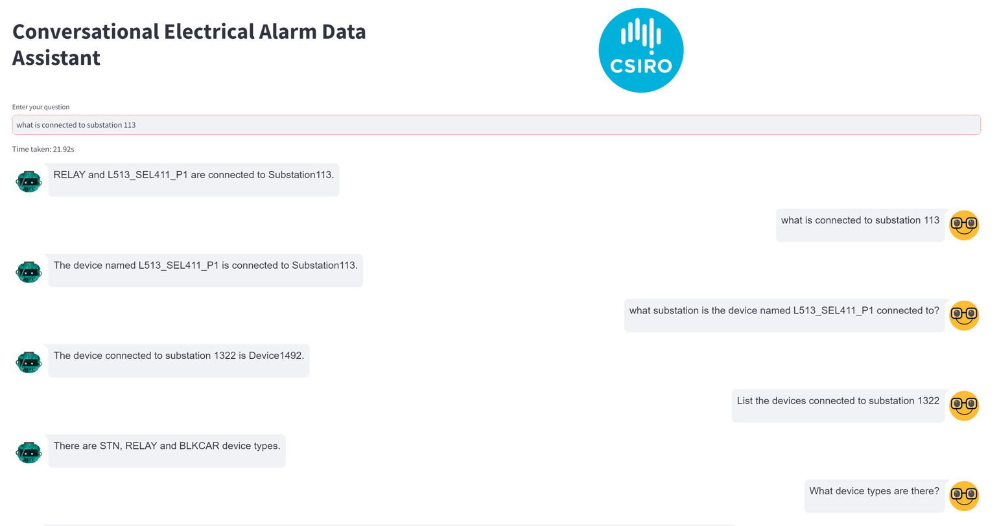 Conversational Electrical Alarm Data
Assistant
CSIRO
Enter your question
what is connected to substation 113
Time taken: 21.92s
RELAY and L513_SEL411_P1 are connected to Substation113.
what is connected to substation 113
The device named L513_SEL411_P1 is connected to Substation113.
what substation is the device named L513_SEL411_P1 connected to?
The device connected to substation 1322 is Device1492.
List the devices connected to substation 1322
There are STN, RELAY and BLKCAR device types.
What device types are there?